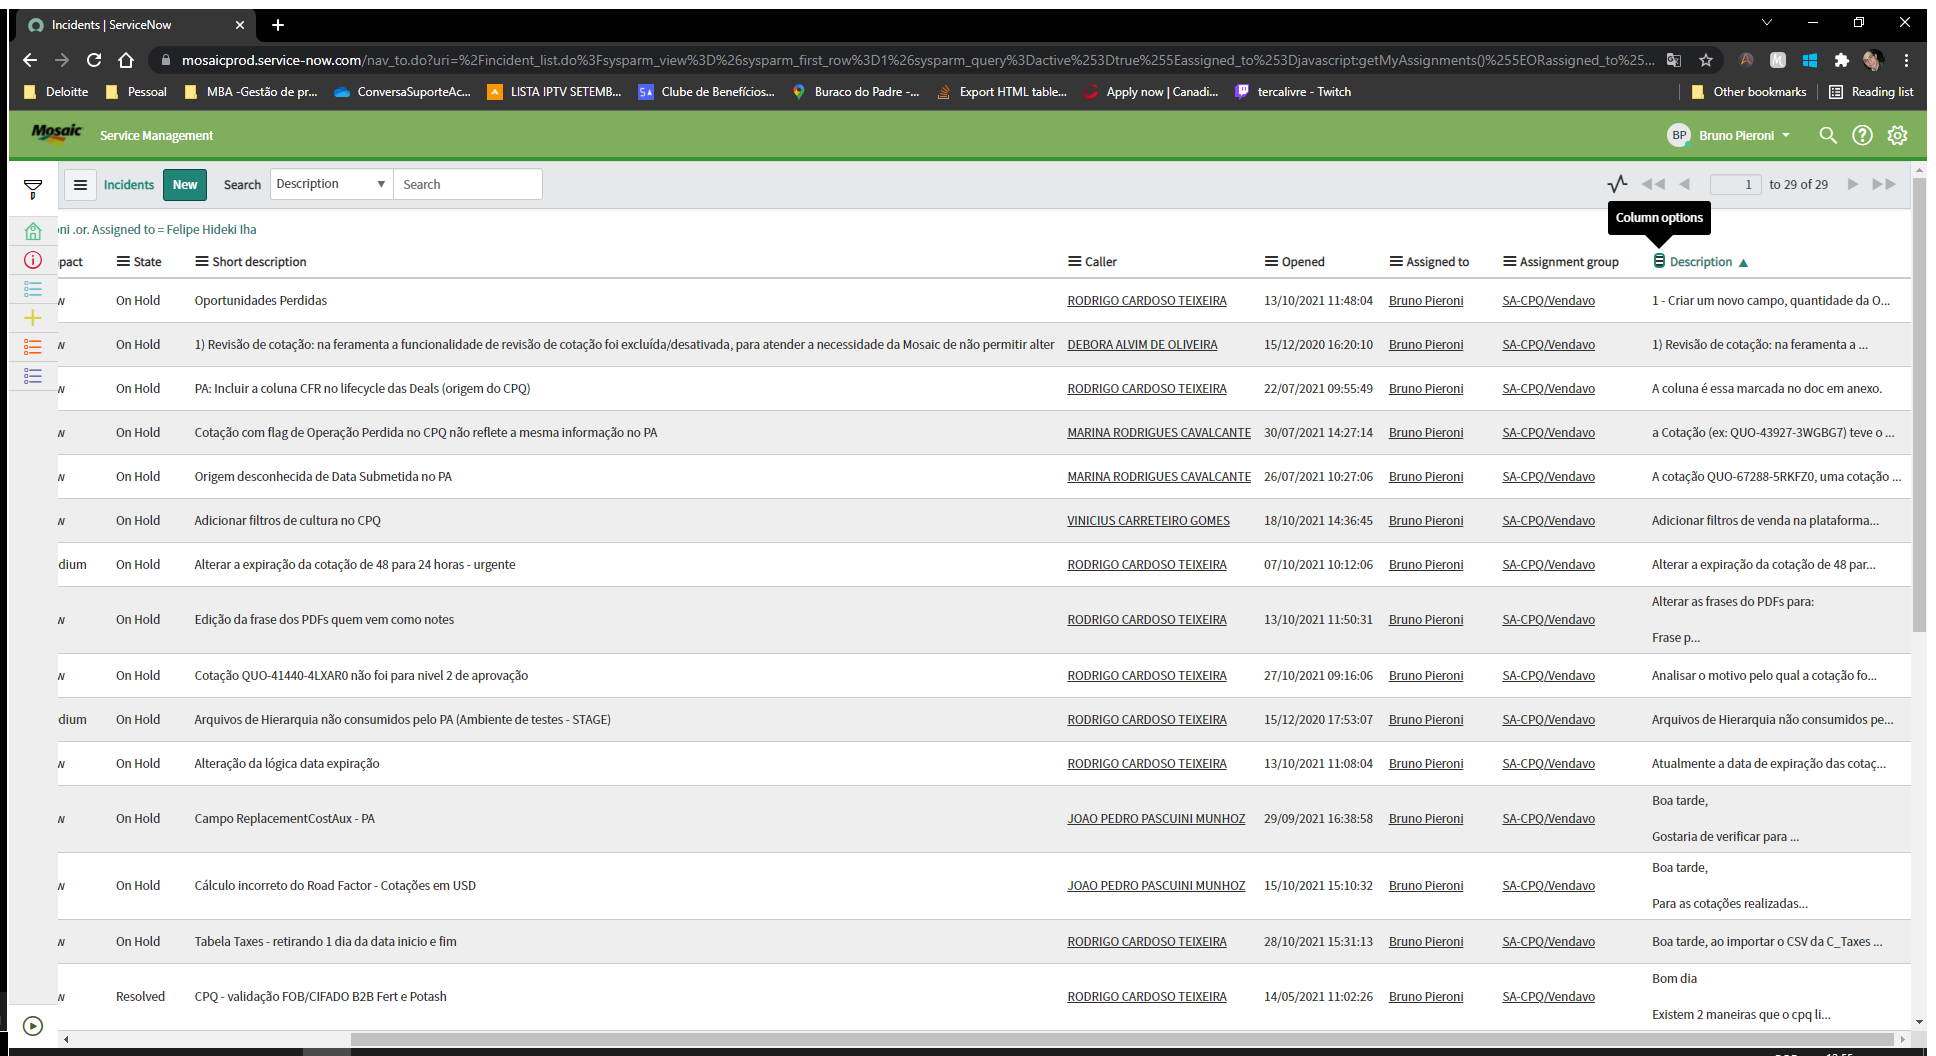 Incidents | ServiceNow
mosaicprod.service-now.com/nav_to.do?uri=%2Fincident_list.do%3Fsysparm_view%3D%26sysparm_first_row%3D1%26sysparm_query%3Dactive%253Dtrue%255Eassigned_to%253Djavascript:getMyAssignments()%255EORassigned_to%25...
Deloitte Pessoal MBA -Gestão de pr... ConversaSuporteAc... LISTA IPTV SETEMB... Clube de Benefícios... Buraco do Padre -... Export HTML table... Apply now | Canadi... tercalivre - Twitch Other bookmarks Reading list
Mosaic Service Management BP Bruno Pieroni
Incidents New Search Description Search 1 to 29 of 29
Column options
ni .or. Assigned to = Felipe Hideki Iha
pact State Short description Caller Opened Assigned to Assignment group Description
w On Hold Oportunidades Perdidas RODRIGO CARDOSO TEIXEIRA 13/10/2021 11:48:04 Bruno Pieroni SA-CPQ/Vendavo 1 - Criar um novo campo, quantidade da O...
w On Hold 1) Revisão de cotação: na feramenta a funcionalidade de revisão de cotação foi excluída/desativada, para atender a necessidade da Mosaic de não permitir alter DEBORA ALVIM DE OLIVEIRA 15/12/2020 16:20:10 Bruno Pieroni SA-CPQ/Vendavo 1) Revisão de cotação: na feramenta a ...
w On Hold PA: Incluir a coluna CFR no lifecycle das Deals (origem do CPQ) RODRIGO CARDOSO TEIXEIRA 22/07/2021 09:55:49 Bruno Pieroni SA-CPQ/Vendavo A coluna é essa marcada no doc em anexo.
w On Hold Cotação com flag de Operação Perdida no CPQ não reflete a mesma informação no PA MARINA RODRIGUES CAVALCANTE 30/07/2021 14:27:14 Bruno Pieroni SA-CPQ/Vendavo a Cotação (ex: QUO-43927-3WGBG7) teve o ...
w On Hold Origem desconhecida de Data Submetida no PA MARINA RODRIGUES CAVALCANTE 26/07/2021 10:27:06 Bruno Pieroni SA-CPQ/Vendavo A cotação QUO-67288-5RKFZ0, uma cotação ...
w On Hold Adicionar filtros de cultura no CPQ VINICIUS CARRETEIRO GOMES 18/10/2021 14:36:45 Bruno Pieroni SA-CPQ/Vendavo Adicionar filtros de venda na plataforma...
dium On Hold Alterar a expiração da cotação de 48 para 24 horas - urgente RODRIGO CARDOSO TEIXEIRA 07/10/2021 10:12:06 Bruno Pieroni SA-CPQ/Vendavo Alterar a expiração da cotação de 48 par...
w On Hold Edição da frase dos PDFs quem vem como notes RODRIGO CARDOSO TEIXEIRA 13/10/2021 11:50:31 Bruno Pieroni SA-CPQ/Vendavo Alterar as frases do PDFs para:
Frase p...
w On Hold Cotação QUO-41440-4LXAR0 não foi para nivel 2 de aprovação RODRIGO CARDOSO TEIXEIRA 27/10/2021 09:16:06 Bruno Pieroni SA-CPQ/Vendavo Analisar o motivo pelo qual a cotação fo...
dium On Hold Arquivos de Hierarquia não consumidos pelo PA (Ambiente de testes - STAGE) RODRIGO CARDOSO TEIXEIRA 15/12/2020 17:53:07 Bruno Pieroni SA-CPQ/Vendavo Arquivos de Hierarquia não consumidos pe...
w On Hold Alteração da lógica data expiração RODRIGO CARDOSO TEIXEIRA 13/10/2021 11:08:04 Bruno Pieroni SA-CPQ/Vendavo Atualmente a data de expiração das cotaç...
w On Hold Campo ReplacementCostAux - PA JOAO PEDRO PASCUINI MUNHOZ 29/09/2021 16:38:58 Bruno Pieroni SA-CPQ/Vendavo Boa tarde,
Gostaria de verificar para ...
w On Hold Cálculo incorreto do Road Factor - Cotações em USD JOAO PEDRO PASCUINI MUNHOZ 15/10/2021 15:10:32 Bruno Pieroni SA-CPQ/Vendavo Boa tarde,
Para as cotações realizadas...
w On Hold Tabela Taxes - retirando 1 dia da data inicio e fim RODRIGO CARDOSO TEIXEIRA 28/10/2021 15:31:13 Bruno Pieroni SA-CPQ/Vendavo Boa tarde, ao importar o CSV da C_Taxes ...
w Resolved CPQ - validação FOB/CIFADO B2B Fert e Potash RODRIGO CARDOSO TEIXEIRA 14/05/2021 11:02:26 Bruno Pieroni SA-CPQ/Vendavo Bom dia
Existem 2 maneiras que o cpq li...